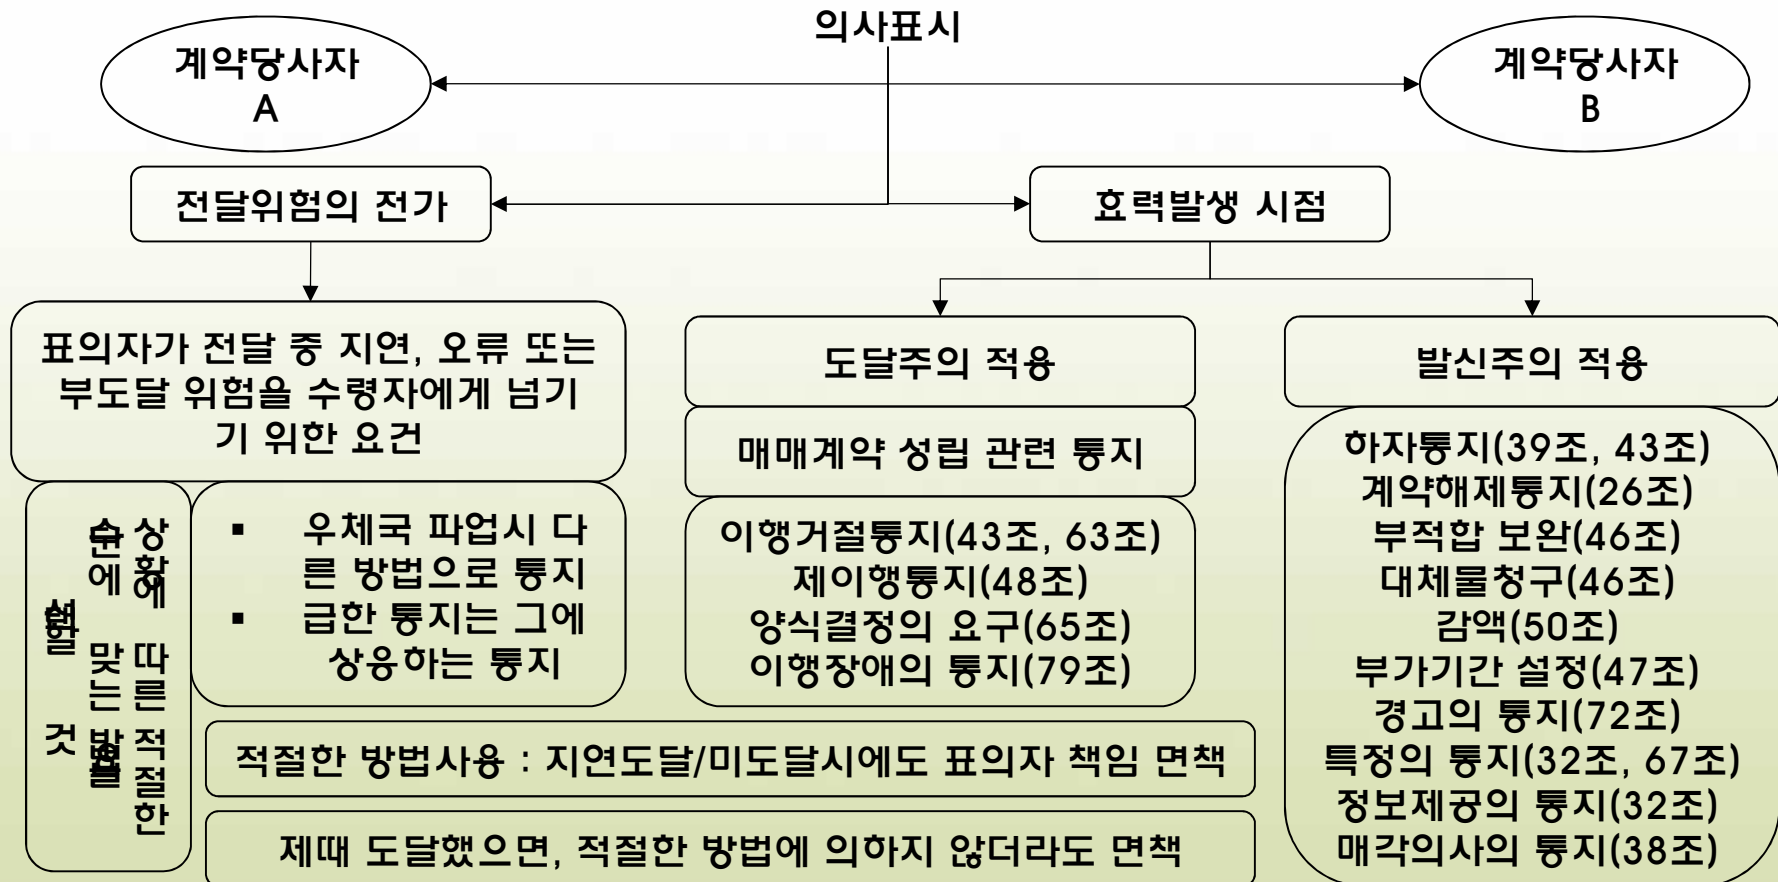 의사표시
계약당사자
A
계약당사자
B
전달위험의 전가
효력발생 시점
표의자가 전달 중 지연, 오류 또는
부도달 위험을 수령자에게 넘기
기 위한 요건
상황에 따른 적절한
맞는
선택할 것
▪ 우체국 파업시 다
른 방법으로 통지
▪ 급한 통지는 그에
상응하는 통지
적절한 방법사용 : 지연도달/미도달시에도 표의자 책임 면책
제때 도달했으면, 적절한 방법에 의하지 않더라도 면책
도달주의 적용
매매계약 성립 관련 통지
이행거절통지(43조, 63조)
제이행통지(48조)
양식결정의 요구(65조)
이행장애의 통지(79조)
발신주의 적용
하자통지(39조, 43조)
계약해제통지(26조)
부적합 보완(46조)
대체물청구(46조)
감액(50조)
부가기간 설정(47조)
경고의 통지(72조)
특정의 통지(32조, 67조)
정보제공의 통지(32조)
매각의사의 통지(38조)